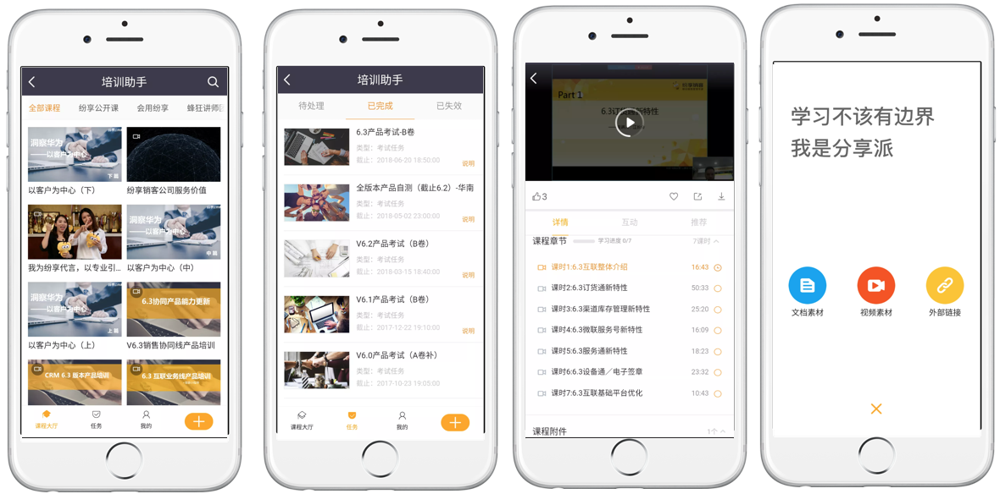 培训助手
全部课程 纷享公开课 会用纷享 蜂狂讲师
洞察华为
——以客户为中心
下篇
以客户为中心（下）
纷享销客公司服务价值
我为纷享代言，以专业引...
洞察华为
——以客户为中心
中篇
以客户为中心（中）
洞察华为
——以客户为中心
上篇
以客户为中心（上）
6.3协同产品能力更新
V6.3销售协同线产品培训
CRM 6.3 版本产品培训
6.3 互联业务线产品培训
课程大厅 任务 我的
培训助手
待处理 已完成 已失效
6.3产品考试-B卷
类型：考试任务
截止：2018-06-20 18:50:00
说明
全版本产品自测（截止6.2）-华南
类型：考试任务
截止：2018-05-02 23:00:00
说明
V6.2产品考试（B卷）
类型：考试任务
截止：2018-03-15 18:40:00
说明
V6.1产品考试（B卷）
类型：考试任务
截止：2017-12-22 19:10:00
说明
V6.0产品考试（A卷补）
类型：考试任务
截止：2017-10-23 19:05:00
课程大厅 任务 我的
纷享销客
Part 1
6.3订货通新特性
3
详情 互动 推荐
课程章节 学习进度 0/7 7课时
课时1:6.3互联整体介绍 16:43
课时2:6.3订货通新特性 50:33
课时3:6.3渠道库存管理新特性 25:20
课时4:6.3微联服务号新特性 16:09
课时5:6.3服务通新特性 18:23
课时6:6.3设备通／电子签章 23:32
课时7:6.3互联基础平台优化 10:43
课程附件 1个
学习不该有边界
我是分享派
文档素材 视频素材 外部链接